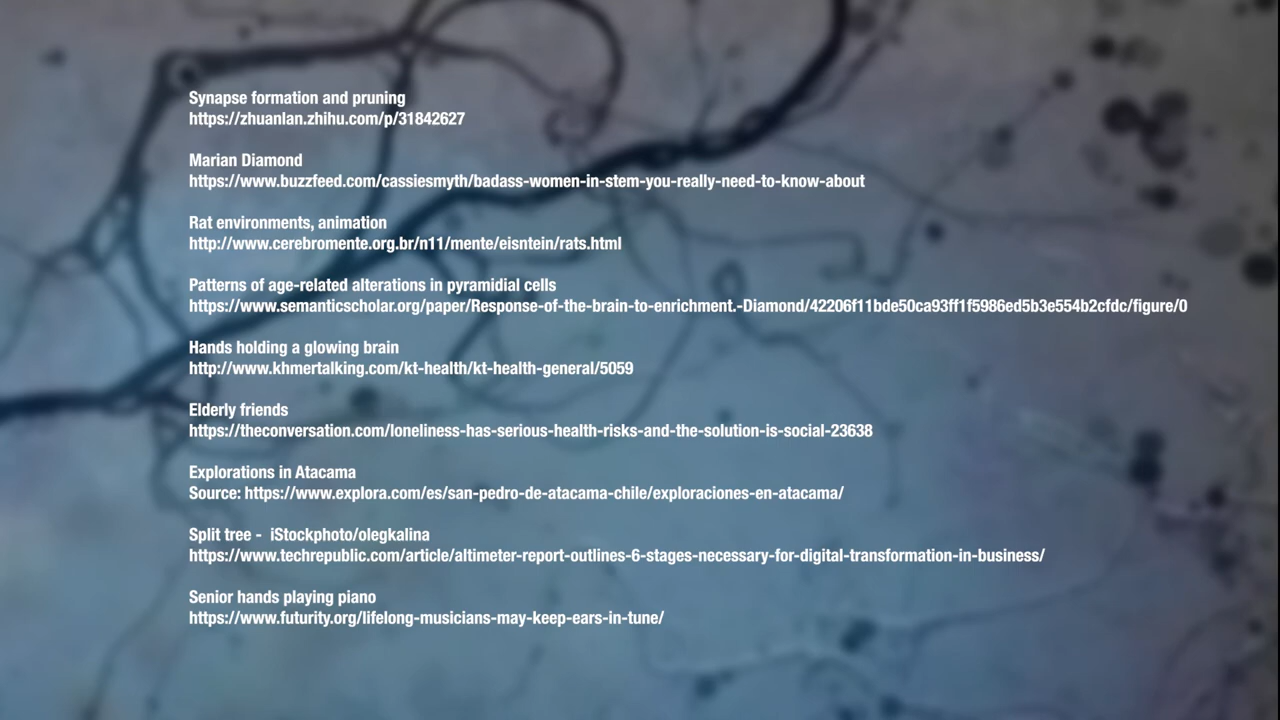 Synapse formation and pruning
https://zhuanlan.zhihu.com/p/31842627
Marian Diamond
https://www.buzzfeed.com/cassiesmyth/badass-women-in-stem-you-really-need-to-know-about
Rat environments, animation
http://www.cerebromente.org.br/n11/mente/eisntein/rats.html
Patterns of age-related alterations in pyramidial cells
https://www.semanticscholar.org/paper/Response-of-the-brain-to-enrichment.-Diamond/42206f11bde50ca93ff1f5986ed5b3e554b2cfdc/figure/0
Hands holding a glowing brain
http://www.khmertalking.com/kt-health/kt-health-general/5059
Elderly friends
https://theconversation.com/loneliness-has-serious-health-risks-and-the-solution-is-social-23638
Explorations in Atacama
Source: https://www.explora.com/es/san-pedro-de-atacama-chile/exploraciones-en-atacama/
Split tree -  iStockphoto/olegkalina
https://www.techrepublic.com/article/altimeter-report-outlines-6-stages-necessary-for-digital-transformation-in-business/
Senior hands playing piano
https://www.futurity.org/lifelong-musicians-may-keep-ears-in-tune/